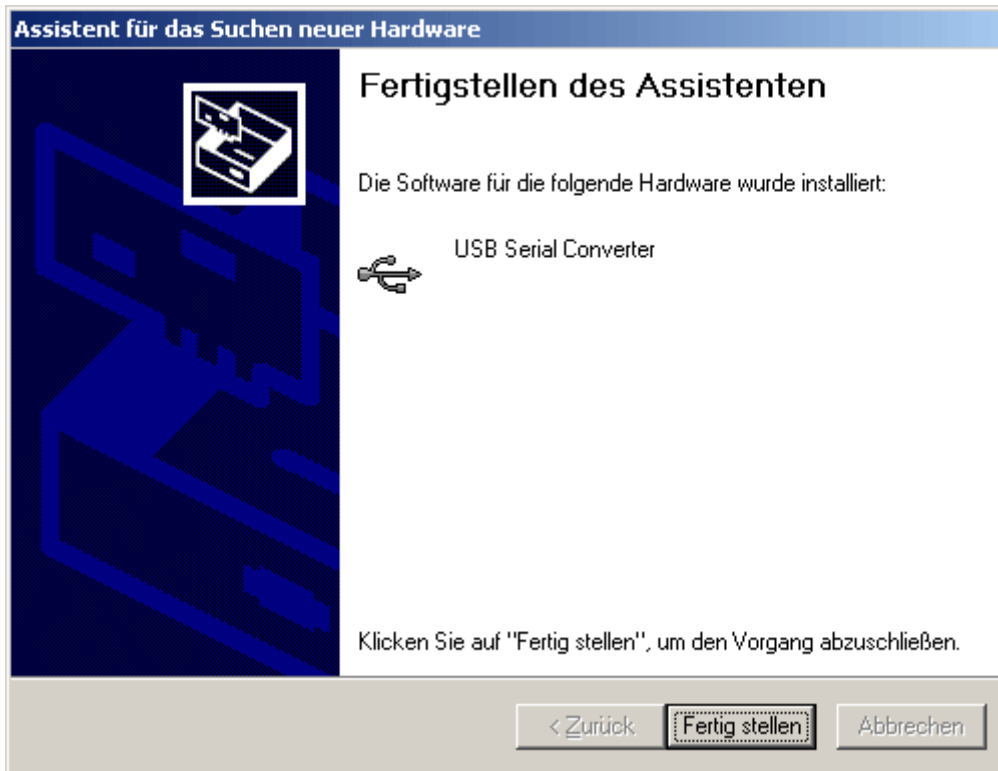 Assistent für das Suchen neuer Hardware
Fertigstellen des Assistenten
Die Software für die folgende Hardware wurde installiert:
USB Serial Converter
Klicken Sie auf "Fertig stellen", um den Vorgang abzuschließen.
< Zurück
Fertig stellen
Abbrechen